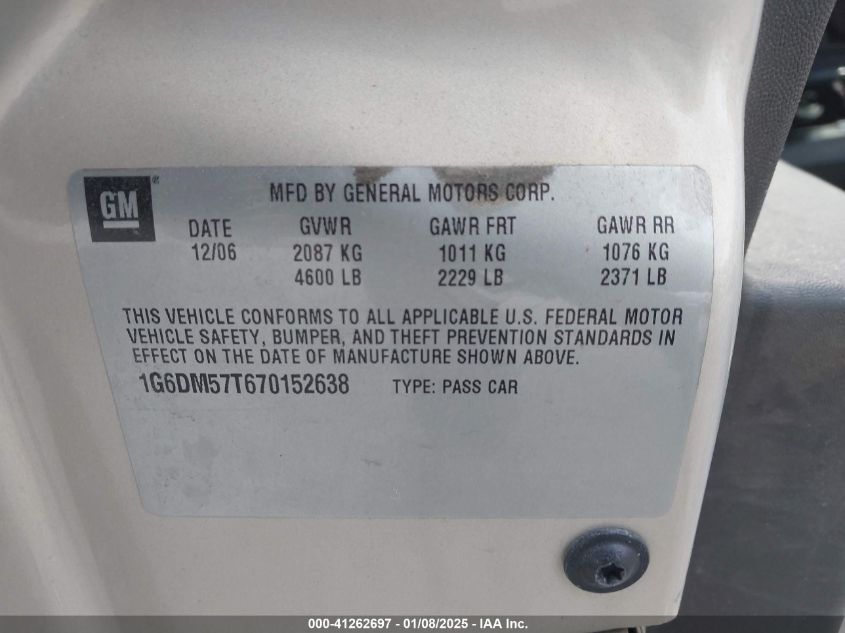 GM
MFD BY GENERAL MOTORS CORP.
DATE GVWR GAWR FRT GAWR RR
12/06 2087 KG 1011 KG 1076 KG
4600 LB 2229 LB 2371 LB
THIS VEHICLE CONFORMS TO ALL APPLICABLE U.S. FEDERAL MOTOR
VEHICLE SAFETY, BUMPER, AND THEFT PREVENTION STANDARDS IN
EFFECT ON THE DATE OF MANUFACTURE SHOWN ABOVE.
1G6DM57T670152638 TYPE: PASS CAR
000-41262697 - 01/08/2025 - IAA Inc.